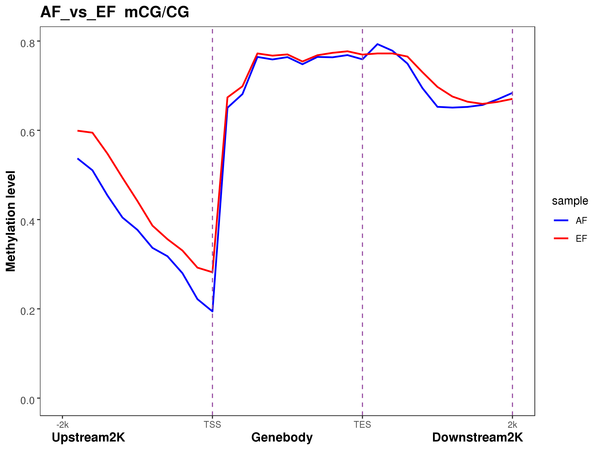 AF_vs_EF mCG/CG
Methylation level
0.8
0.6
0.4
0.2
0.0
-2k
TSS
TES
2k
Upstream2K
Genebody
Downstream2K
sample
AF
EF